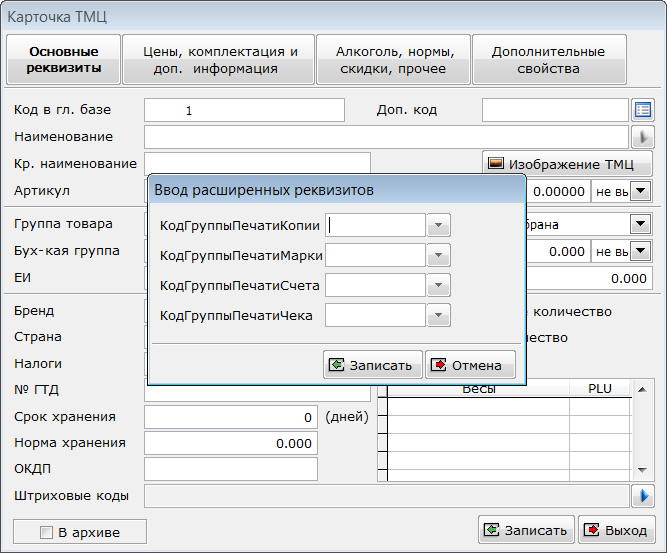 Карточка ТМЦ
Основные реквизиты
Цены, комплектация и доп. информация
Алкоголь, нормы, скидки, прочее
Дополнительные свойства
Код в гл. базе 1 Доп. код
Наименование
Кр. наименование Изображение ТМЦ
Артикул 0.00000 не вы
Ввод расширенных реквизитов
КодГруппыПечатиКопии
КодГруппыПечатиМарки
КодГруппыПечатиСчета
КодГруппыПечатиЧека
Записать Отмена
Группа товара брана
Бух-кая группа 0.000 не вы
ЕИ 0.000
Бренд е количество
Страна чество
Налоги
№ ГТД Весы PLU
Срок хранения 0 (дней)
Норма хранения 0.000
ОКДП
Штриховые коды
В архиве Записать Выход